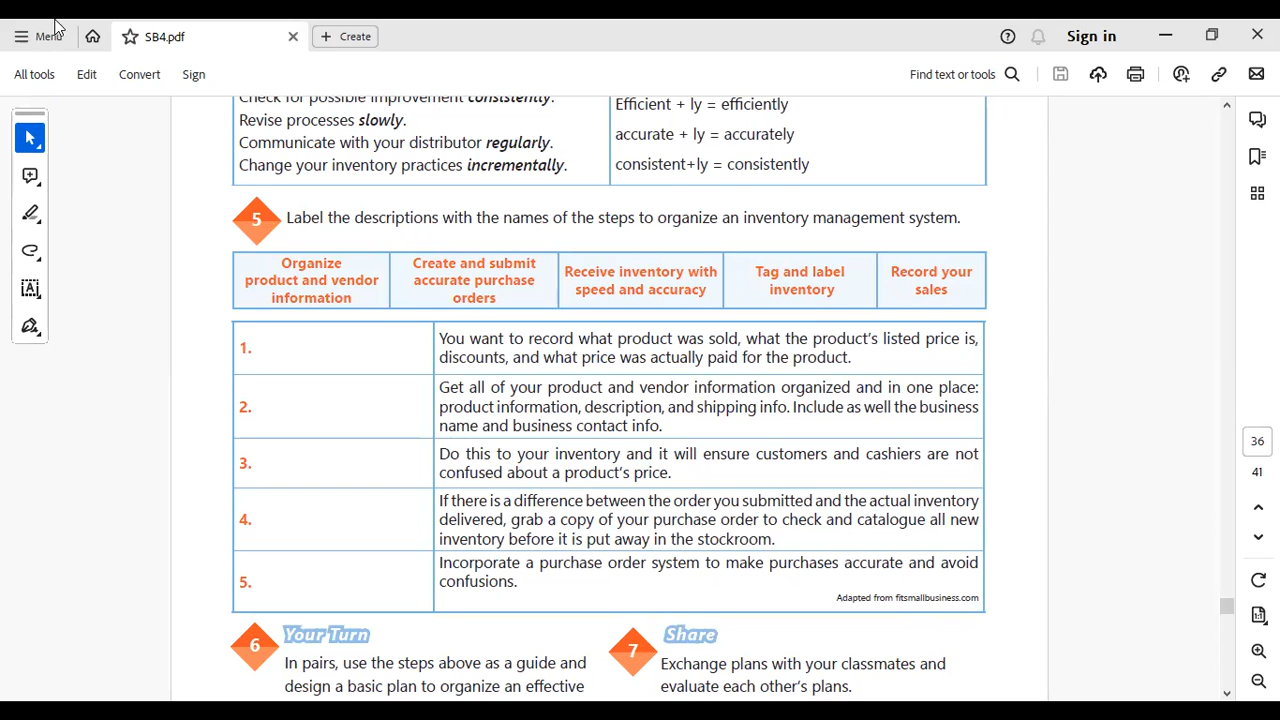 Menu
SB4.pdf
Create
Sign in
All tools
Edit
Convert
Sign
Find text or tools
Check for possible improvement consistently.
Revise processes slowly.
Communicate with your distributor regularly.
Change your inventory practices incrementally.
Efficient + ly = efficiently
accurate + ly = accurately
consistent+ly = consistently
5
Label the descriptions with the names of the steps to organize an inventory management system.
Organize
product and vendor
information
Create and submit
accurate purchase
orders
Receive inventory with
speed and accuracy
Tag and label
inventory
Record your
sales
1.
You want to record what product was sold, what the product's listed price is,
discounts, and what price was actually paid for the product.
2.
Get all of your product and vendor information organized and in one place:
product information, description, and shipping info. Include as well the business
name and business contact info.
3.
Do this to your inventory and it will ensure customers and cashiers are not
confused about a product's price.
4.
If there is a difference between the order you submitted and the actual inventory
delivered, grab a copy of your purchase order to check and catalogue all new
inventory before it is put away in the stockroom.
5.
Incorporate a purchase order system to make purchases accurate and avoid
confusions.
Adapted from fitsmallbusiness.com
6
Your Turn
In pairs, use the steps above as a guide and
design a basic plan to organize an effective
7
Share
Exchange plans with your classmates and
evaluate each other's plans.
36
41